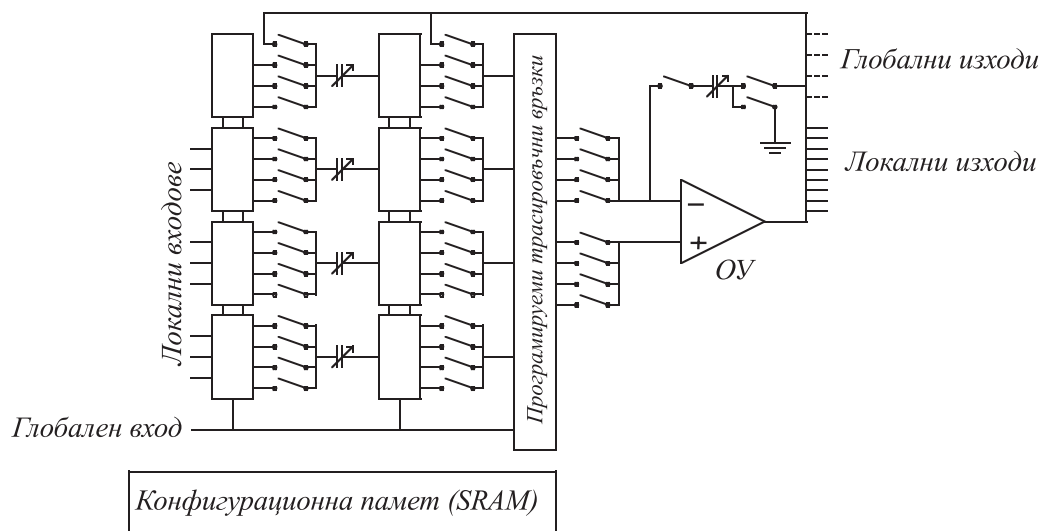 Глобални изходи
Локални изходи
Локални входове
Програмируеми трасировъчни връзки
−
+
ОУ
Глобален вход
Конфигурационна памет (SRAM)